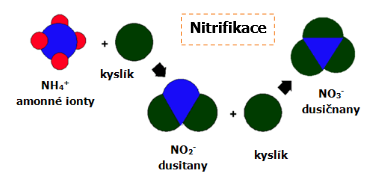 Nitrifikace
NH₄⁺
amonné ionty
+
kyslík
NO₂⁻
dusitany
+
kyslík
NO₃⁻
dusičnany